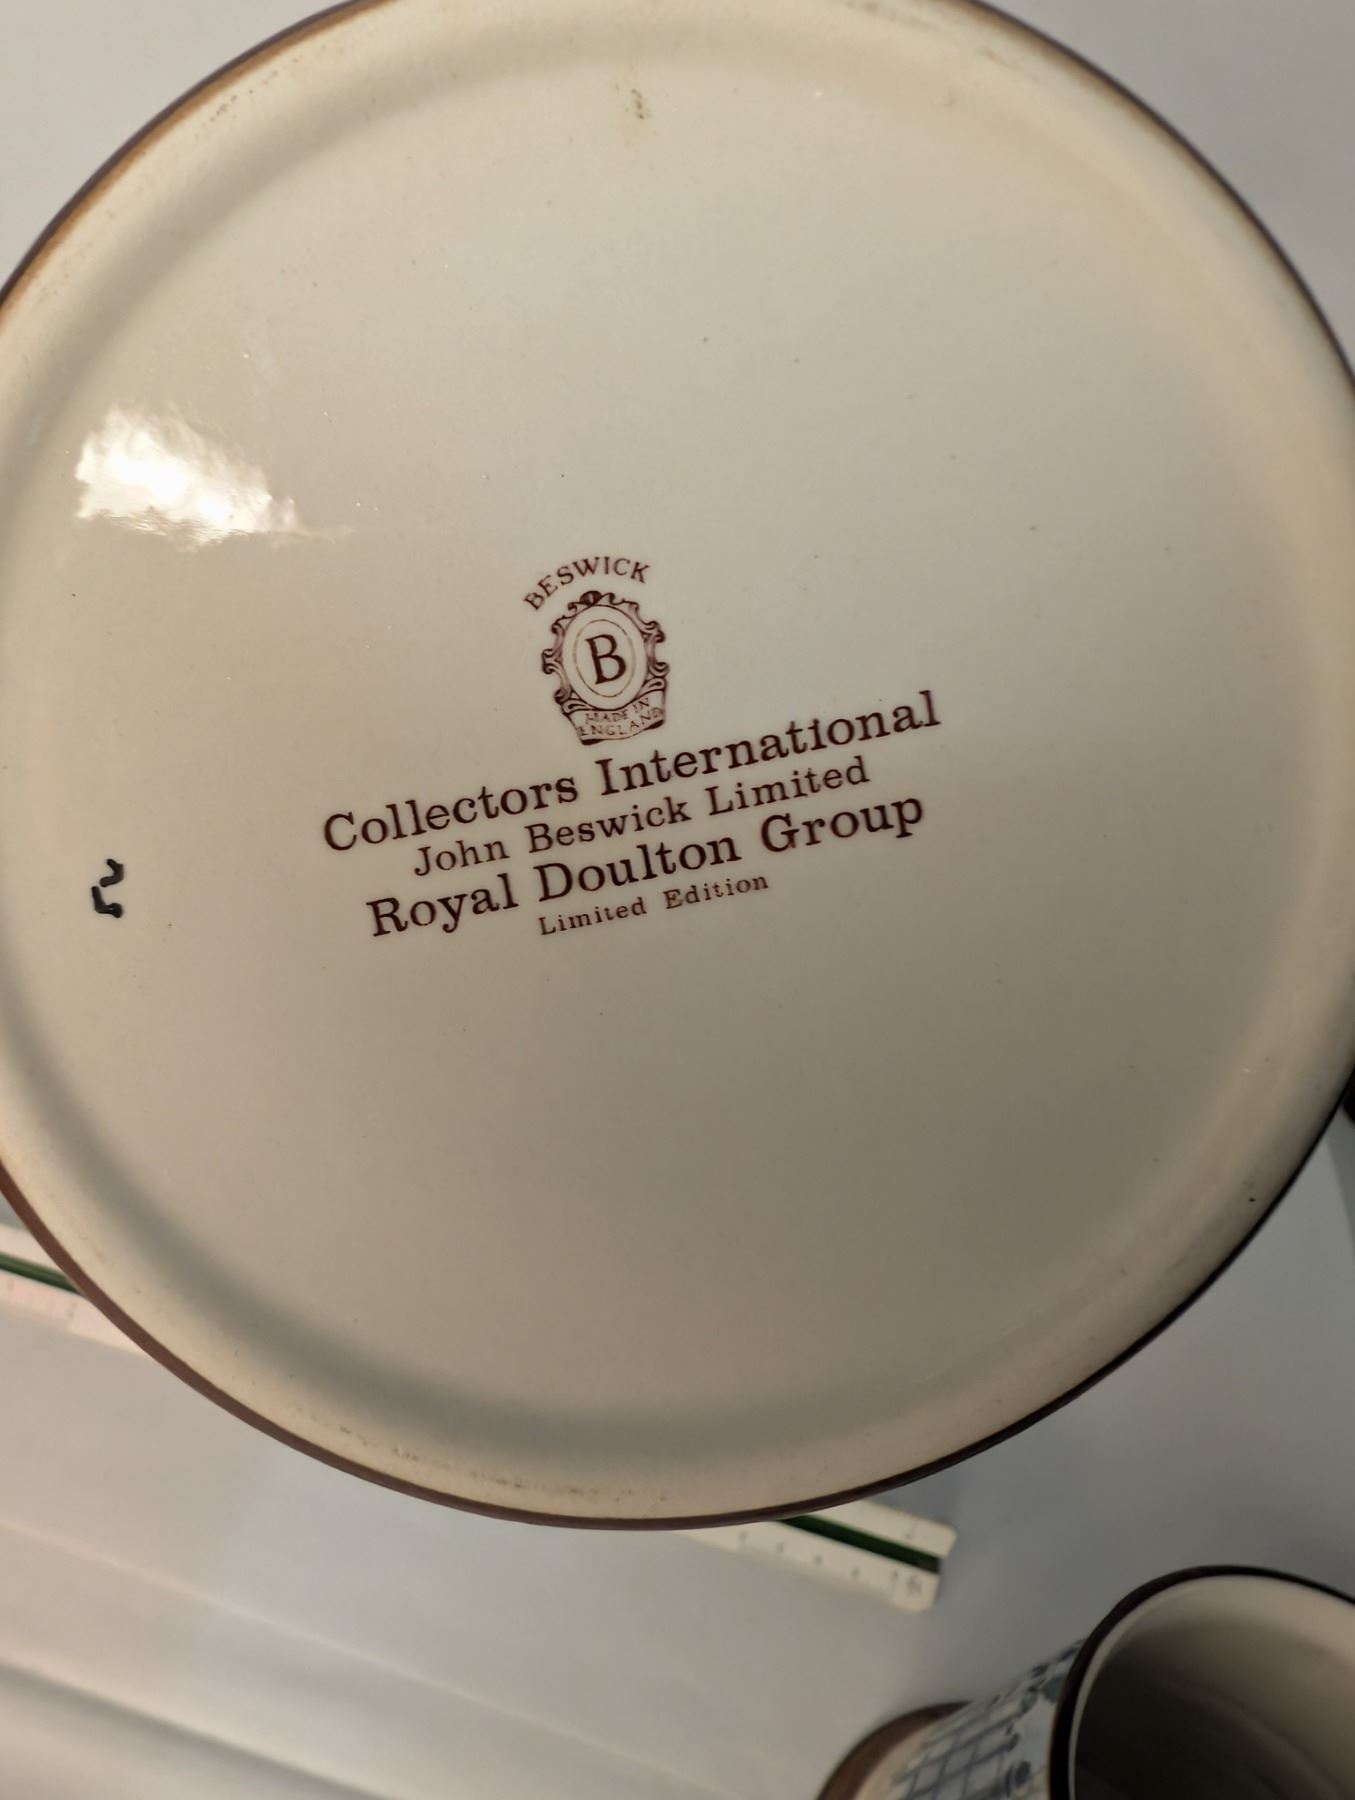 BESWICK
B
MADE IN
ENGLAND
Collectors International
John Beswick Limited
Royal Doulton Group
Limited Edition